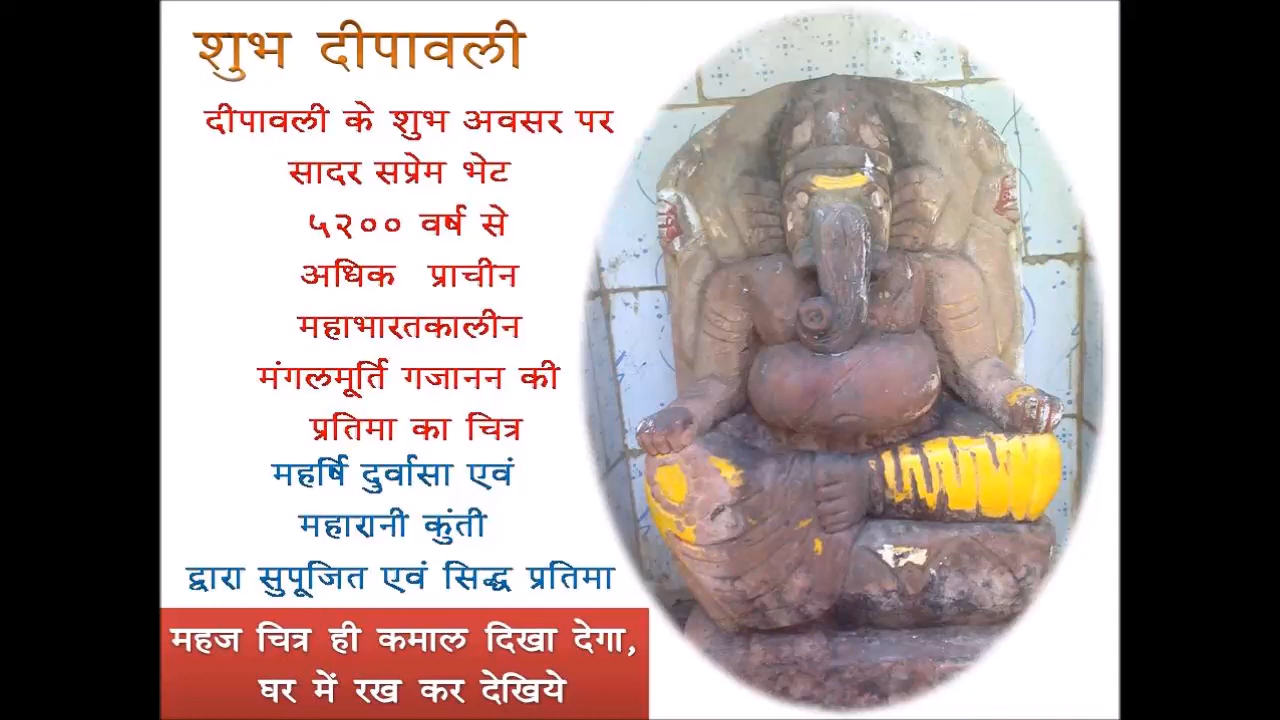 शुभ दीपावली
दीपावली के शुभ अवसर पर
सादर सप्रेम भेट
५२०० वर्ष से
अधिक प्राचीन
महाभारतकालीन
मंगलमूर्ति गजानन की
प्रतिमा का चित्र
महर्षि दुर्वासा एवं
महारानी कुंती
द्वारा सुपूजित एवं सिद्ध प्रतिमा
महज चित्र ही कमाल दिखा देगा,
घर में रख कर देखिये